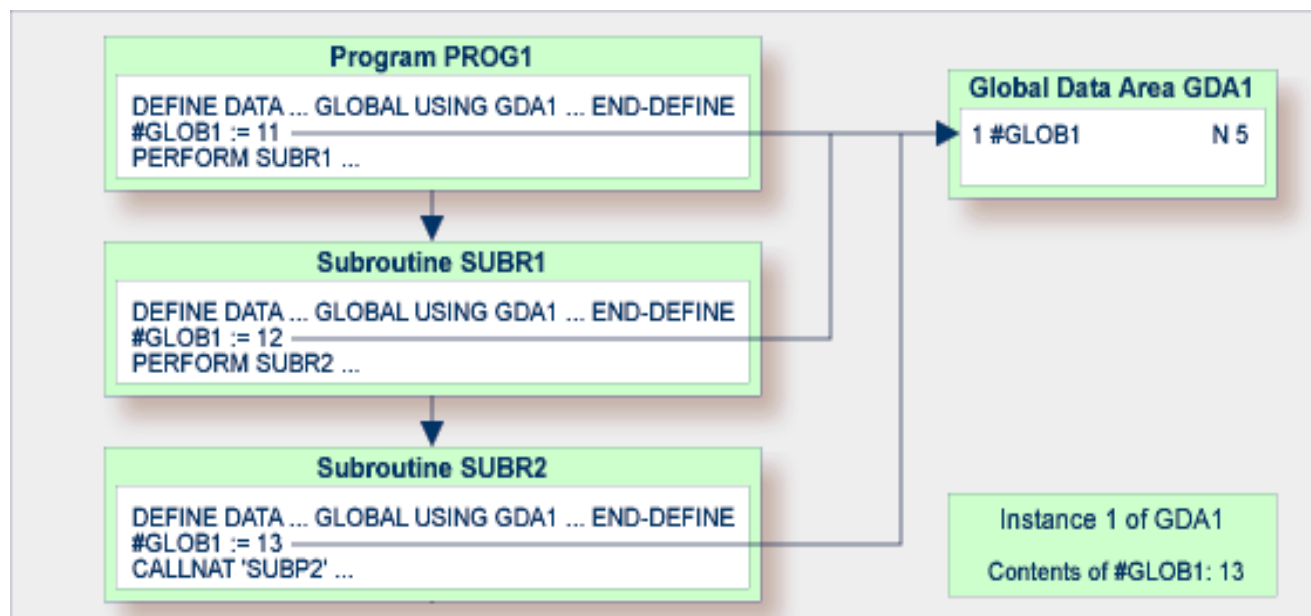 Program PROG1
DEFINE DATA ... GLOBAL USING GDA1 ... END-DEFINE
#GLOB1 := 11
PERFORM SUBR1 ...
Global Data Area GDA1
1 #GLOB1 N 5
Subroutine SUBR1
DEFINE DATA ... GLOBAL USING GDA1 ... END-DEFINE
#GLOB1 := 12
PERFORM SUBR2 ...
Subroutine SUBR2
DEFINE DATA ... GLOBAL USING GDA1 ... END-DEFINE
#GLOB1 := 13
CALLNAT 'SUBP2' ...
Instance 1 of GDA1
Contents of #GLOB1: 13